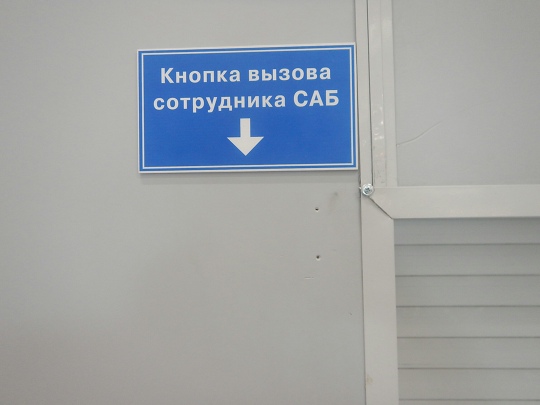 Кнопка вызова
сотрудника САБ